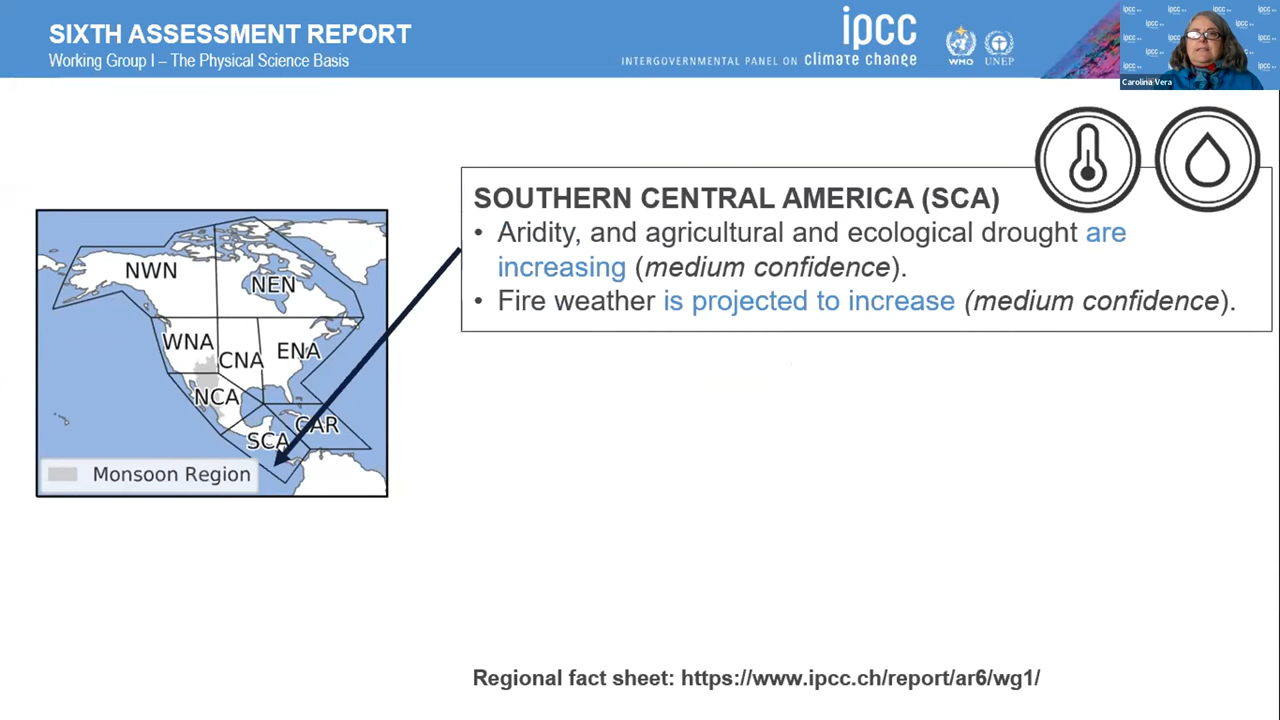 SIXTH ASSESSMENT REPORT
Working Group I – The Physical Science Basis
ipcc
INTERGOVERNMENTAL PANEL ON climate change
WMO
UNEP
Carolina Vera
SOUTHERN CENTRAL AMERICA (SCA)
• Aridity, and agricultural and ecological drought are
increasing (medium confidence).
• Fire weather is projected to increase (medium confidence).
NWN
NEN
WNA
CNA
ENA
NCA
CAR
SCA
Monsoon Region
Regional fact sheet: https://www.ipcc.ch/report/ar6/wg1/